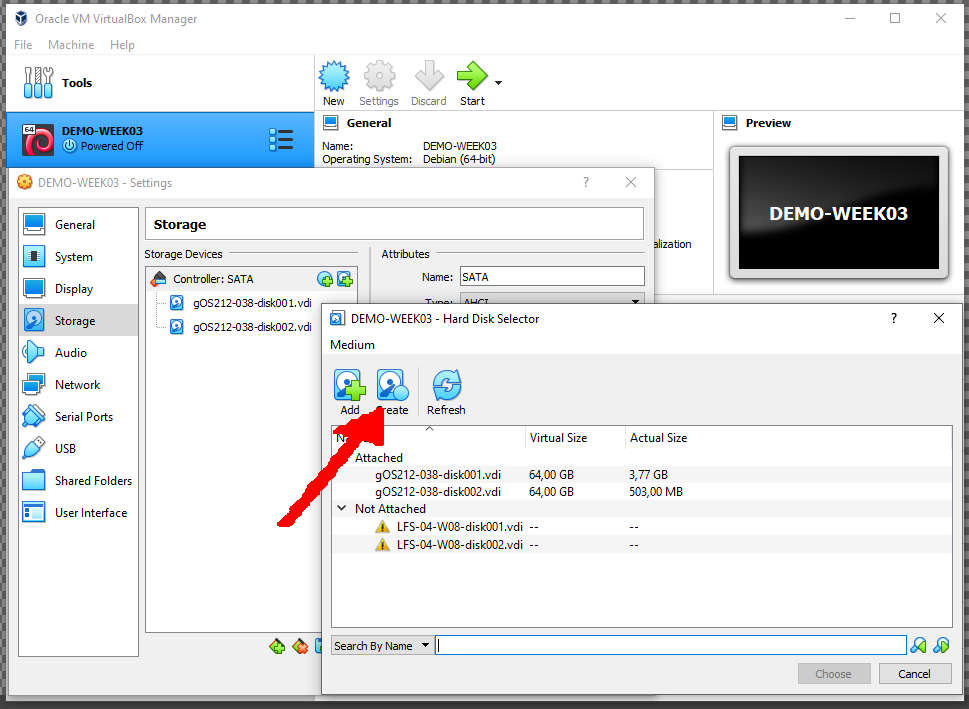 Oracle VM VirtualBox Manager
File Machine Help
Tools
New Settings Discard Start
64 DEMO-WEEK03
Powered Off
General
Name: DEMO-WEEK03
Operating System: Debian (64-bit)
Preview
DEMO-WEEK03
alization
DEMO-WEEK03 - Settings ?
General
System
Display
Storage
Audio
Network
Serial Ports
USB
Shared Folders
User Interface
Storage
Storage Devices
Controller: SATA
gOS212-038-disk001.vdi
gOS212-038-disk002.vdi
Attributes
Name: SATA
Type: AHCI
DEMO-WEEK03 - Hard Disk Selector ?
Medium
Add reate Refresh
N Virtual Size Actual Size
Attached
gOS212-038-disk001.vdi 64,00 GB 3,77 GB
gOS212-038-disk002.vdi 64,00 GB 503,00 MB
Not Attached
LFS-04-W08-disk001.vdi -- --
LFS-04-W08-disk002.vdi -- --
Search By Name
Choose Cancel